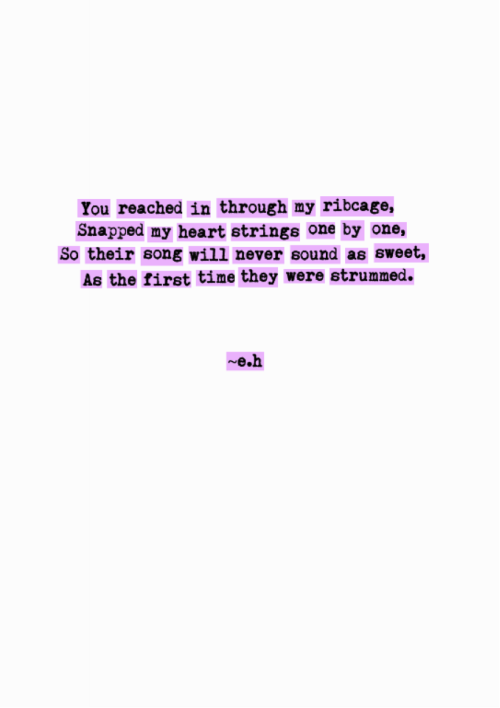 You reached in through my ribcage,
Snapped my heart strings one by one,
So their song will never sound as sweet,
As the first time they were strummed.
~e.h